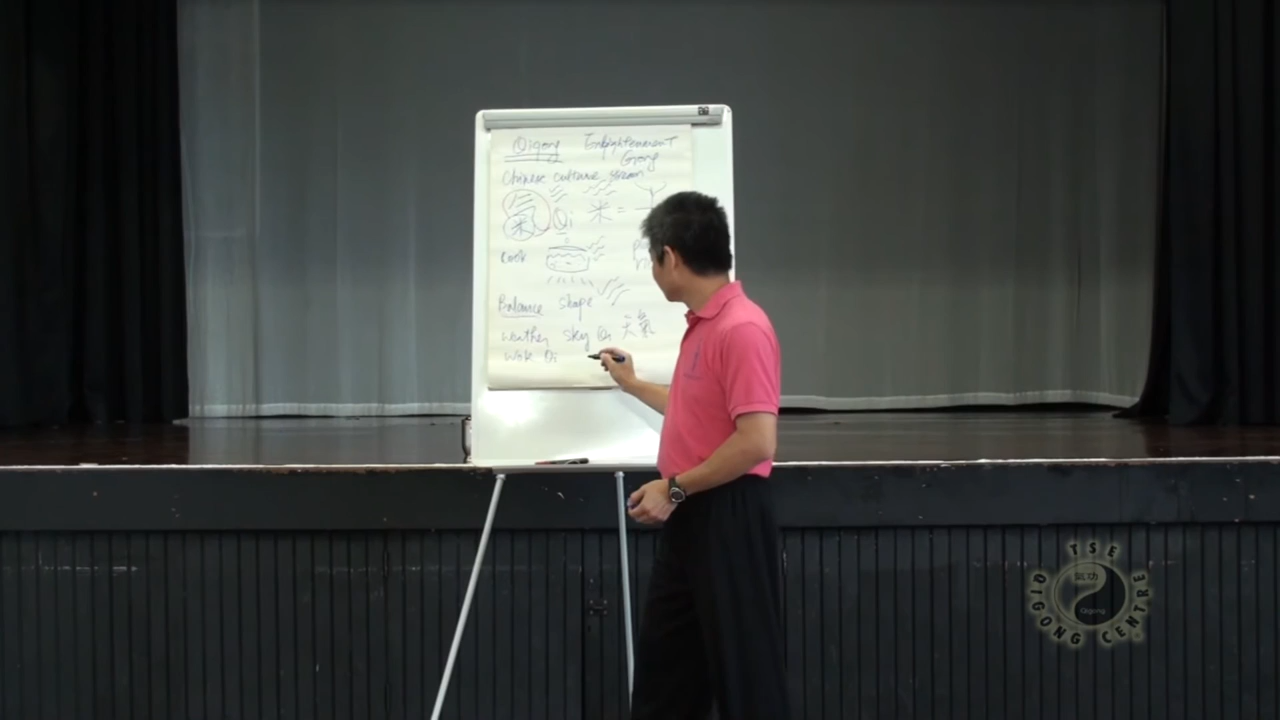 Qigong Enlightenment
Gong
Chinese culture steam
氣 Qi 米 =
Cook
Balance shape
weather sky Qi 天氣
Wok Qi
TSE
QIGONG CENTRE
氣功
Qigong